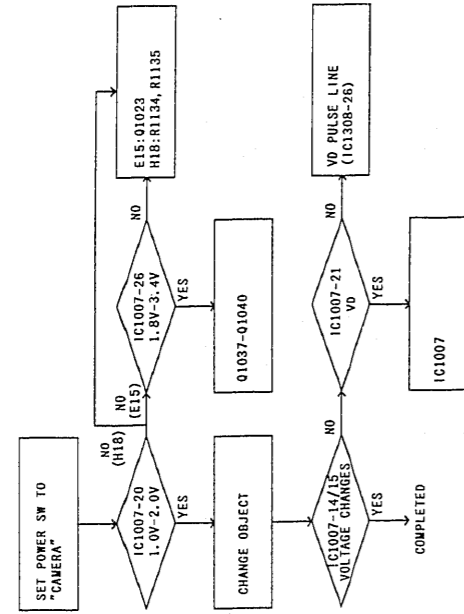 SET POWER SW TO
"CAMERA"
IC1007-20
1.0V-2.0V
NO
(H18)
NO
(E15)
YES
IC1007-26
1.8V-3.4V
NO
YES
E15:Q1023
H18:R1134, R1135
Q1037-Q1040
CHANGE OBJECT
IC1007-14/15
VOLTAGE CHANGES
NO
YES
COMPLETED
IC1007-21
VD
NO
YES
VD PULSE LINE
(IC1308-26)
IC1007